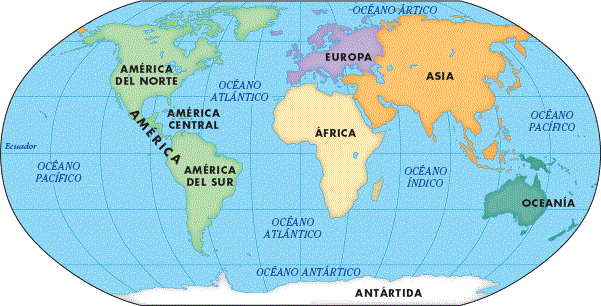 OCÉANO ÁRTICO
EUROPA
AMÉRICA
DEL NORTE
ASIA
OCÉANO
ATLÁNTICO
AMÉRICA
CENTRAL
OCÉANO
PACÍFICO
AMÉRICA
ÁFRICA
Ecuador
OCÉANO
PACÍFICO
AMÉRICA
DEL SUR
OCÉANO
ÍNDICO
OCEANÍA
OCÉANO
ATLÁNTICO
OCÉANO ANTÁRTICO
ANTÁRTIDA